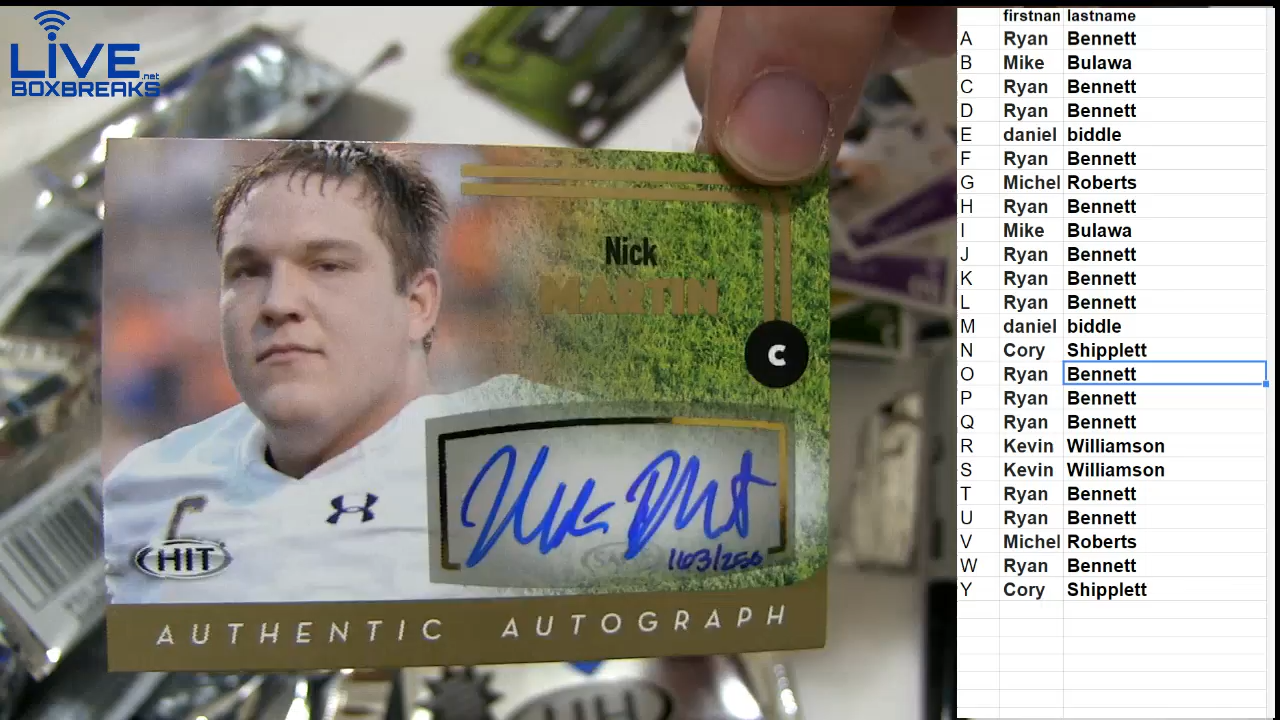 LIVE
.net
BOXBREAKS
Nick
MARTIN
C
HIT
163/250
AUTHENTIC AUTOGRAPH
firstnan lastname
A Ryan Bennett
B Mike Bulawa
C Ryan Bennett
D Ryan Bennett
E daniel biddle
F Ryan Bennett
G Michel Roberts
H Ryan Bennett
I Mike Bulawa
J Ryan Bennett
K Ryan Bennett
L Ryan Bennett
M daniel biddle
N Cory Shipplett
O Ryan Bennett
P Ryan Bennett
Q Ryan Bennett
R Kevin Williamson
S Kevin Williamson
T Ryan Bennett
U Ryan Bennett
V Michel Roberts
W Ryan Bennett
Y Cory Shipplett